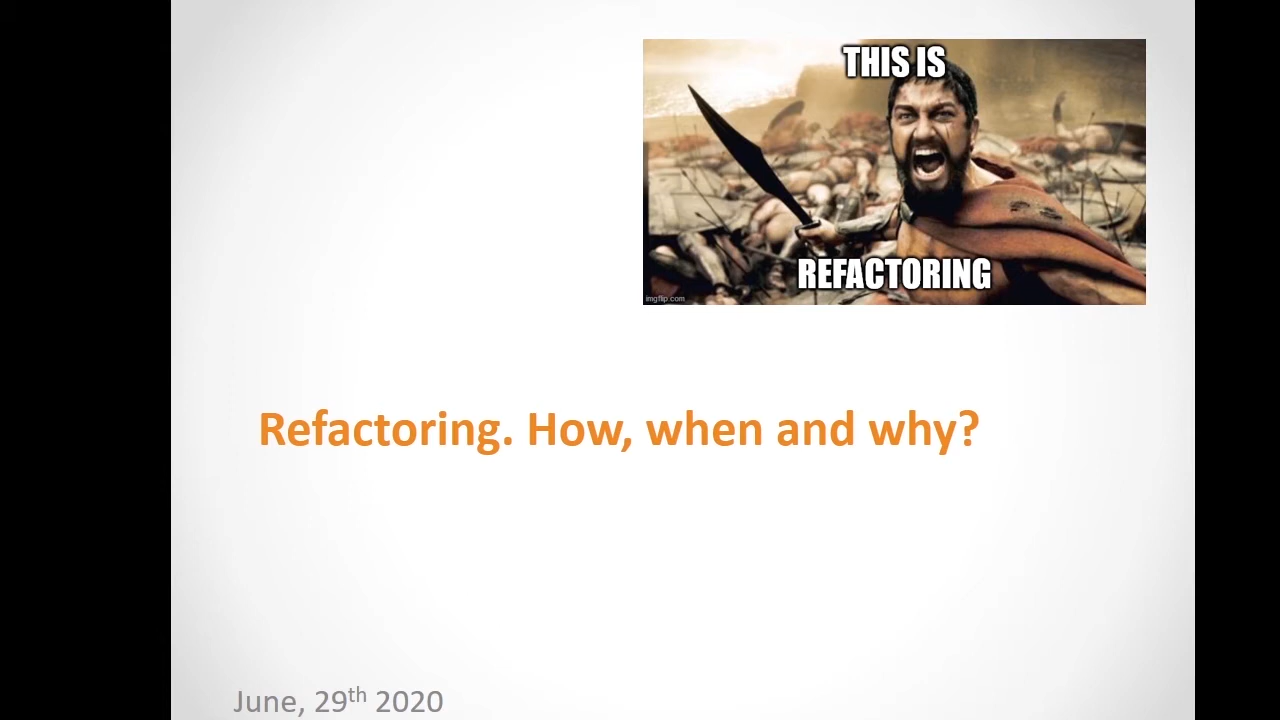 THIS IS
REFACTORING
imgflip.com
Refactoring. How, when and why?
June, 29th 2020